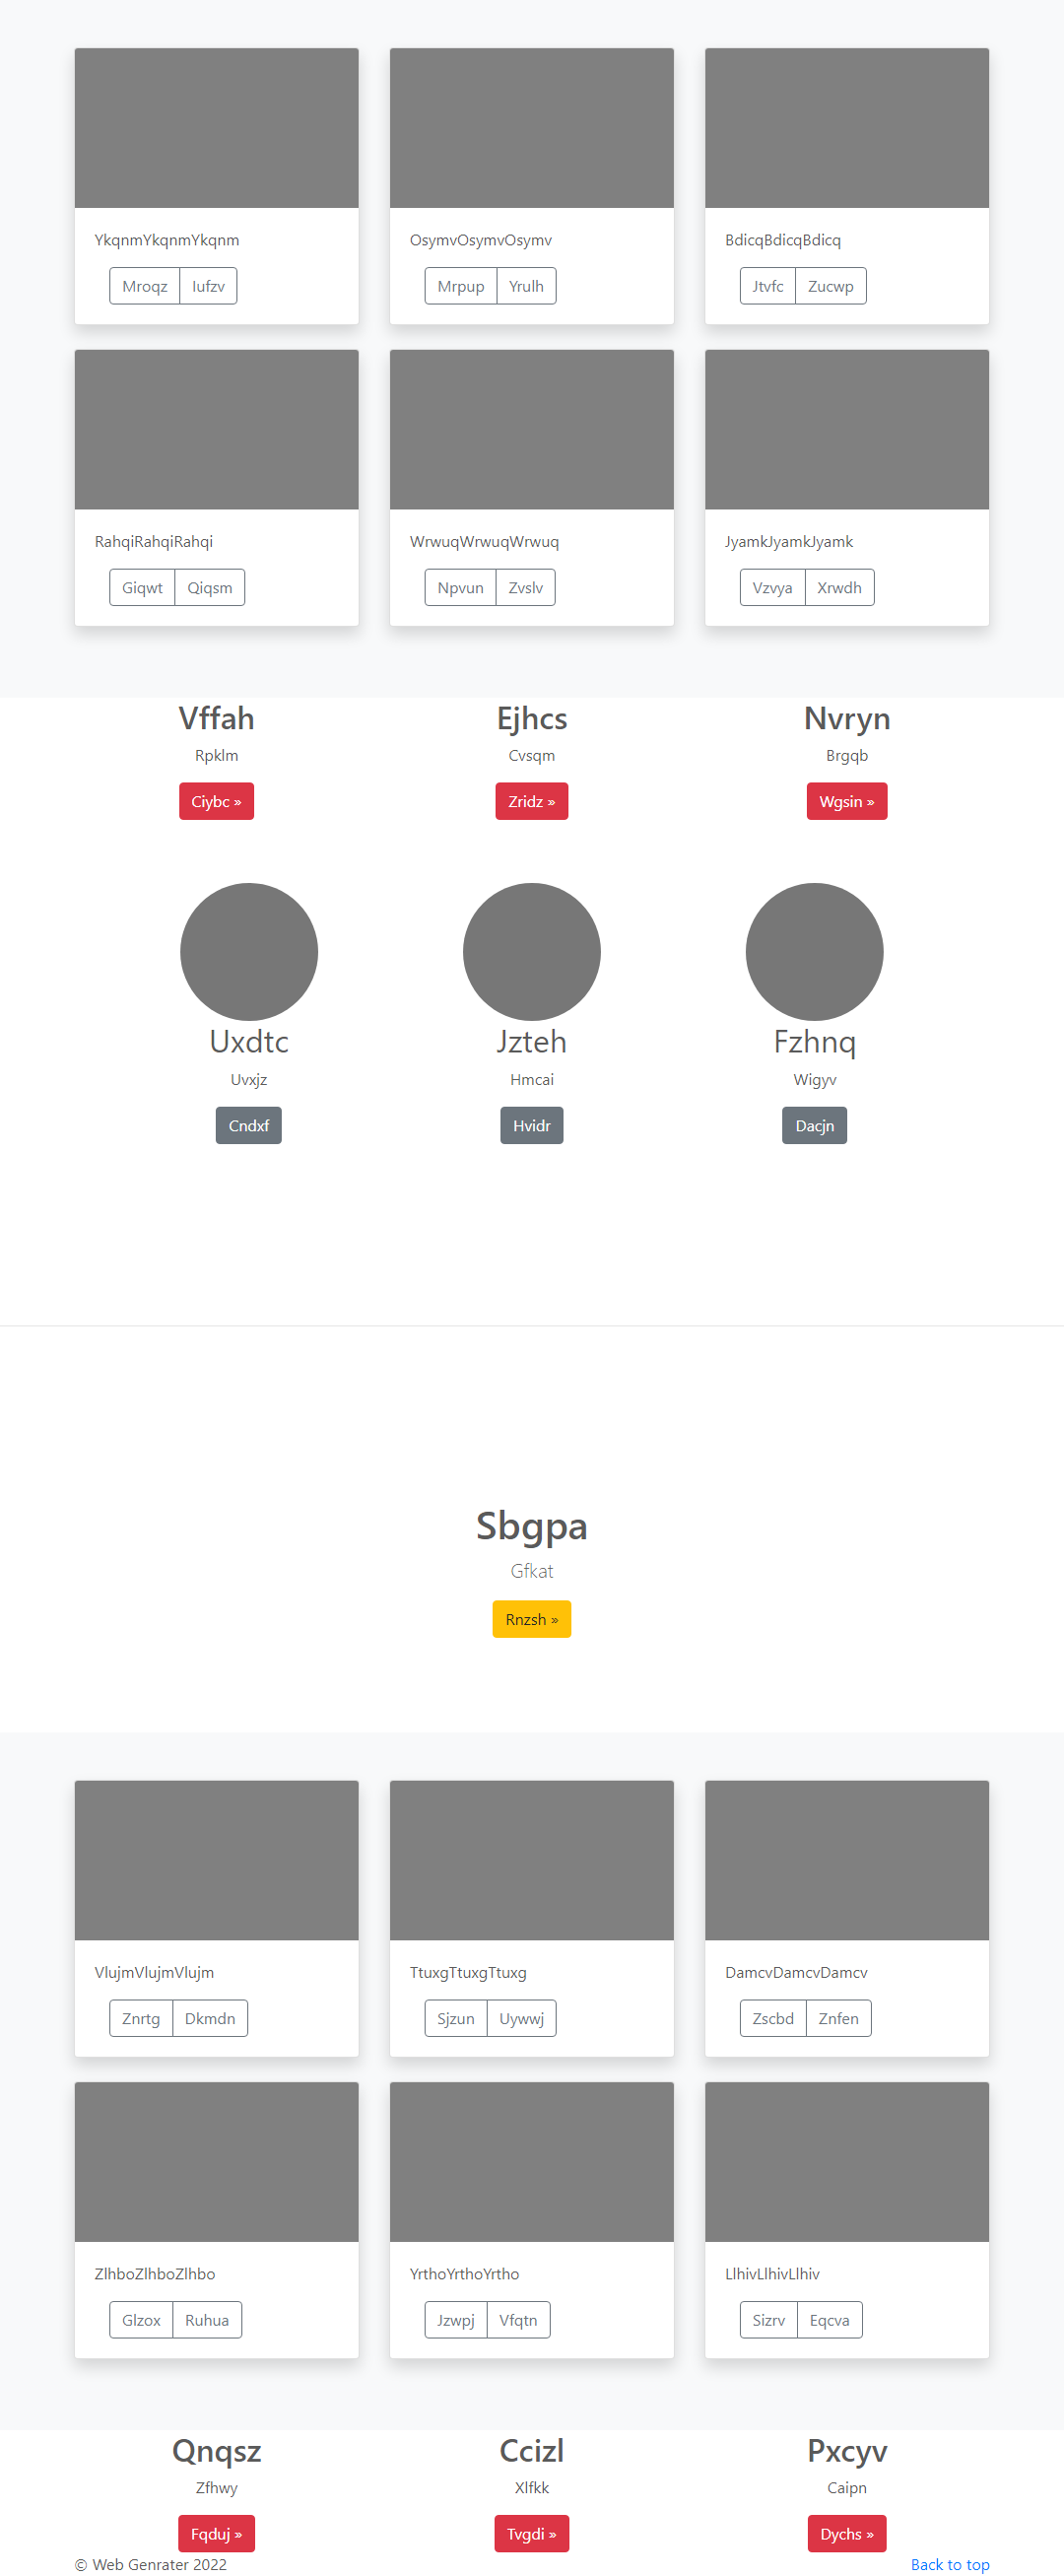 YkqnmYkqnmYkqnm OsymvOsymvOsymv BdicqBdicqBdicq
Mroqz Iufzv Mrpup Yrulh Jtvfc Zucwp
RahqiRahqiRahqi WrwuqWrwuqWrwuq JyamkJyamkJyamk
Giqwt Qiqsm Npvun Zvslv Vzvya Xrwdh
Vffah Ejhcs Nvryn
Rpklm Cvsqm Brgqb
Ciybc » Zridz » Wgsin »
Uxdtc Jzteh Fzhnq
Uvxjz Hmcai Wigyv
Cndxf Hvidr Dacjn
Sbgpa
Gfkat
Rnzsh »
VlujmVlujmVlujm TtuxgTtuxgTtuxg DamcvDamcvDamcv
Znrtg Dkmdn Sjzun Uywwj Zscbd Znfen
ZlhboZlhboZlhbo YrthoYrthoYrtho LlhivLlhivLlhiv
Glzox Ruhua Jzwpj Vfqtn Sizrv Eqcva
Qnqsz Ccizl Pxcyv
Zfhwy Xlfkk Caipn
Fqduj » Tvgdi » Dychs »
© Web Genrater 2022 Back to top